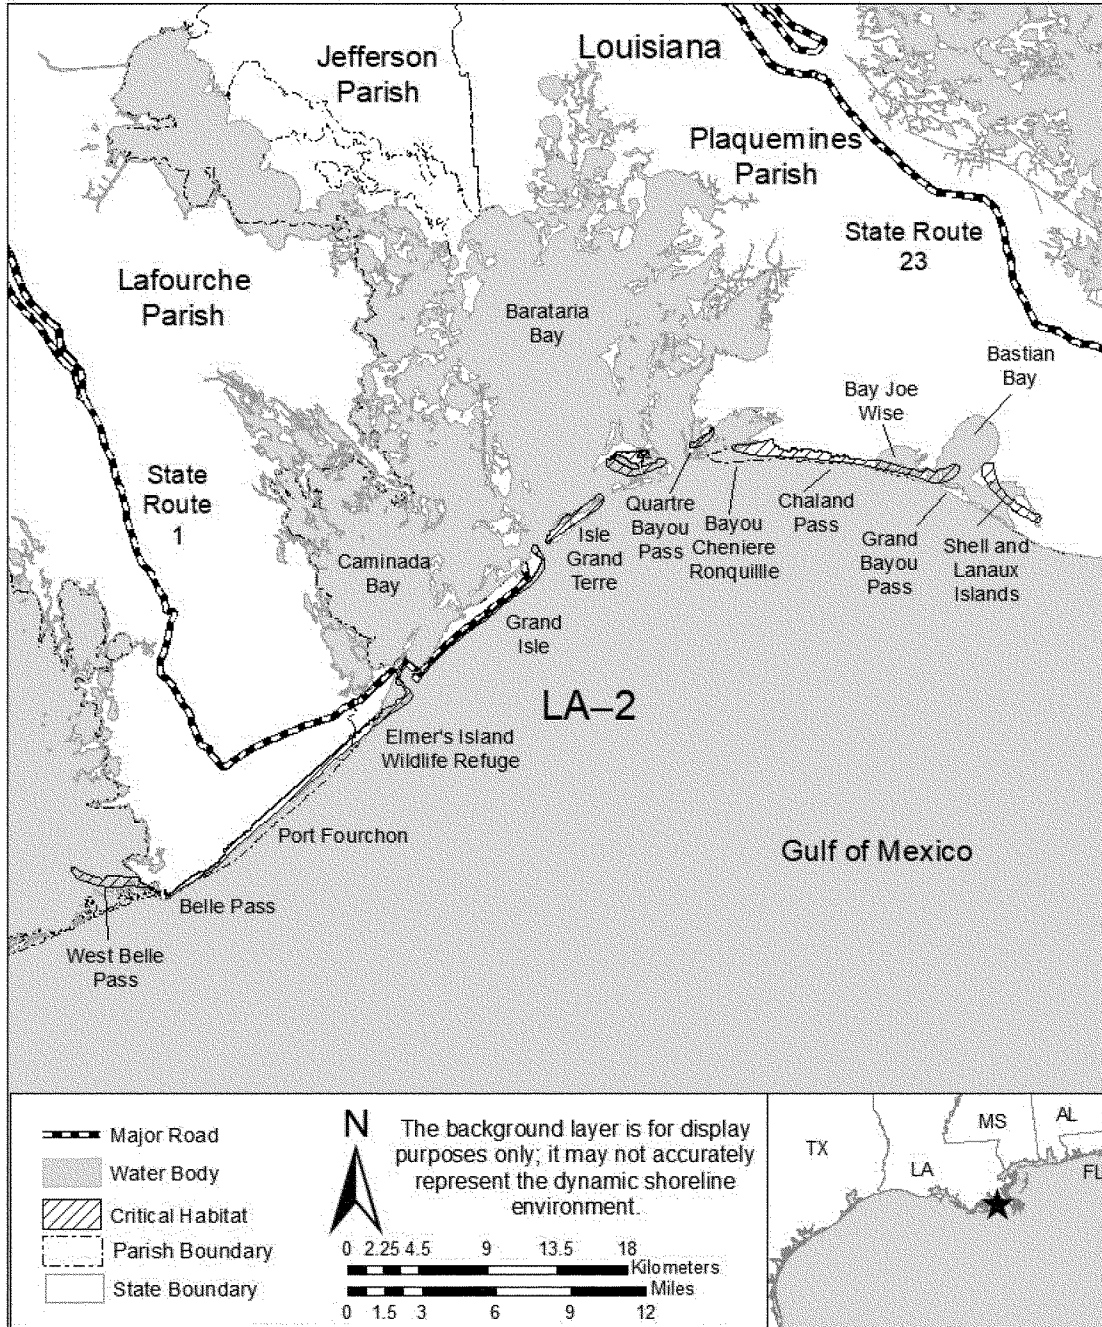 Louisiana
Jefferson
Parish
Plaquemines
Parish
State Route
23
Lafourche
Parish
Barataria
Bay
Bastian
Bay
Bay Joe
Wise
State
Route
1
Quartre
Bayou
Pass
Bayou
Cheniere
Ronquillie
Chaland
Pass
Grand
Bayou
Pass
Shell and
Lanaux
Islands
Isle
Grand
Terre
Caminada
Bay
Grand
Isle
LA–2
Elmer's Island
Wildlife Refuge
Port Fourchon
Gulf of Mexico
Belle Pass
West Belle
Pass
Major Road
Water Body
Critical Habitat
Parish Boundary
State Boundary
N
The background layer is for display
purposes only; it may not accurately
represent the dynamic shoreline
environment.
0 2.25 4.5 9 13.5 18
Kilometers
Miles
0 1.5 3 6 9 12
TX
LA
MS
AL
FL